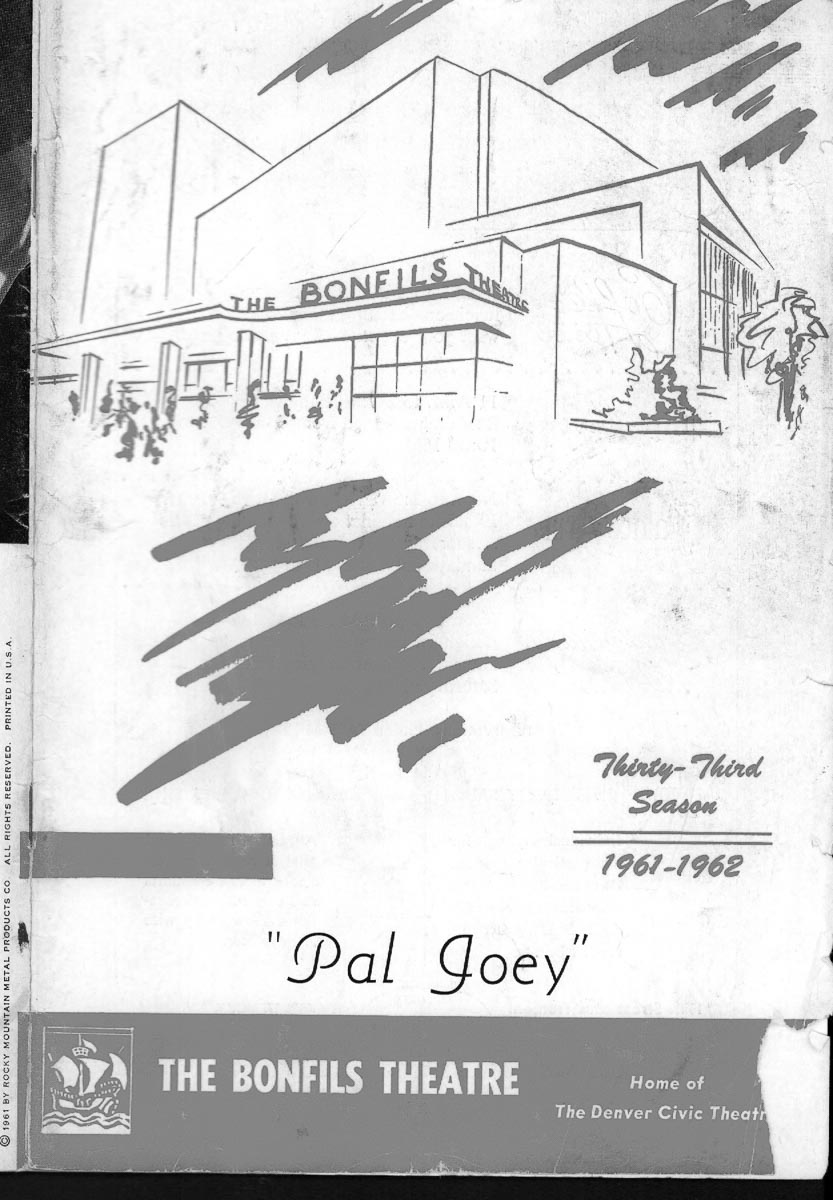 THE BONFILS THEATRE
Thirty-Third
Season
1961-1962
"Pal Joey"
THE BONFILS THEATRE
Home of
The Denver Civic Theatr
© 1961 BY ROCKY MOUNTAIN METAL PRODUCTS CO ALL RIGHTS RESERVED. PRINTED IN U.S.A.